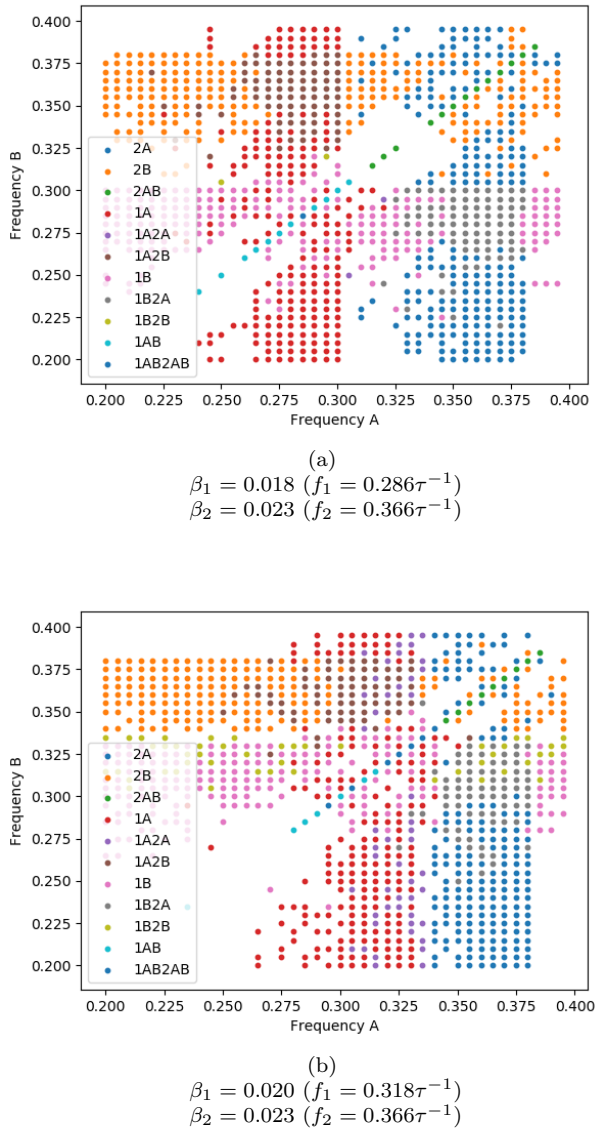 0.400
0.375
0.350
0.325
0.300
0.275
0.250
0.225
0.200
Frequency B
2A
2B
2AB
1A
1A2A
1A2B
1B
1B2A
1B2B
1AB
1AB2AB
0.200 0.225 0.250 0.275 0.300 0.325 0.350 0.375 0.400
Frequency A
(a)
β₁ = 0.018 (f₁ = 0.286τ⁻¹)
β₂ = 0.023 (f₂ = 0.366τ⁻¹)
0.400
0.375
0.350
0.325
0.300
0.275
0.250
0.225
0.200
Frequency B
2A
2B
2AB
1A
1A2A
1A2B
1B
1B2A
1B2B
1AB
1AB2AB
0.200 0.225 0.250 0.275 0.300 0.325 0.350 0.375 0.400
Frequency A
(b)
β₁ = 0.020 (f₁ = 0.318τ⁻¹)
β₂ = 0.023 (f₂ = 0.366τ⁻¹)